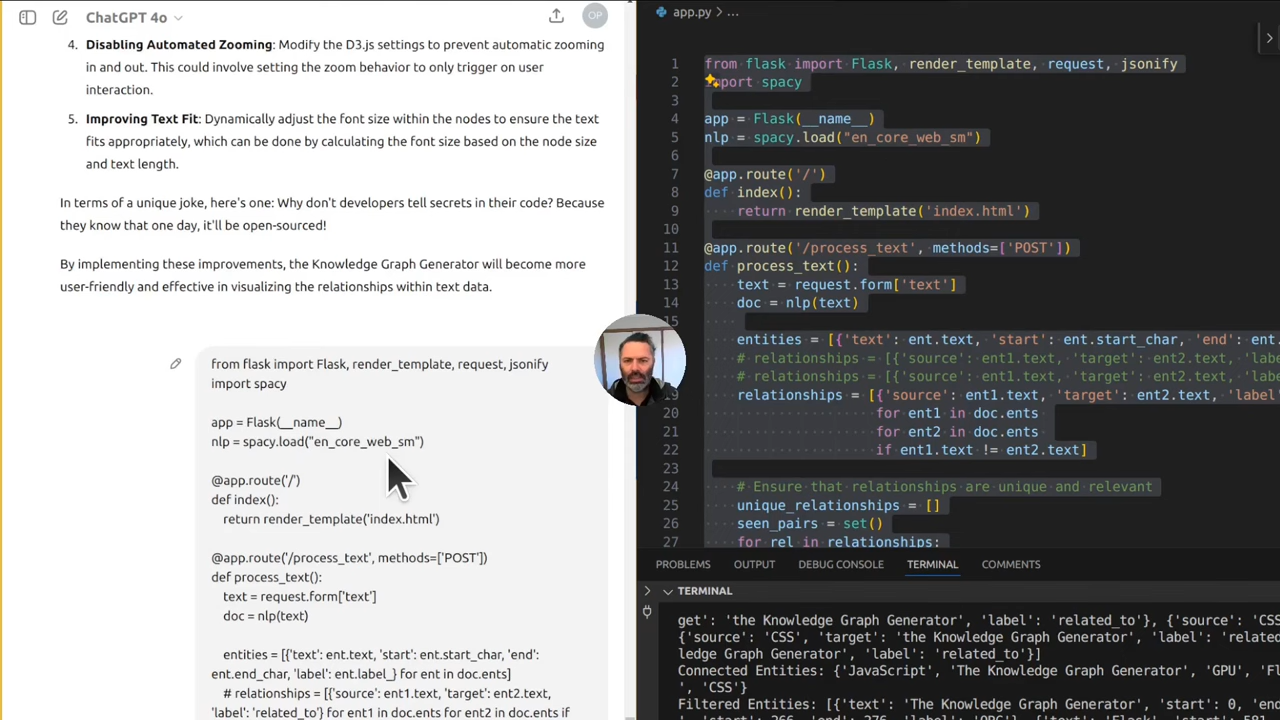 ChatGPT 4o
OP
4. Disabling Automated Zooming: Modify the D3.js settings to prevent automatic zooming
in and out. This could involve setting the zoom behavior to only trigger on user
interaction.
5. Improving Text Fit: Dynamically adjust the font size within the nodes to ensure the text
fits appropriately, which can be done by calculating the font size based on the node size
and text length.
In terms of a unique joke, here's one: Why don't developers tell secrets in their code? Because
they know that one day, it'll be open-sourced!
By implementing these improvements, the Knowledge Graph Generator will become more
user-friendly and effective in visualizing the relationships within text data.
from flask import Flask, render_template, request, jsonify
import spacy
app = Flask(__name__)
nlp = spacy.load("en_core_web_sm")
@app.route('/')
def index():
return render_template('index.html')
@app.route('/process_text', methods=['POST'])
def process_text():
text = request.form['text']
doc = nlp(text)
entities = [{'text': ent.text, 'start': ent.start_char, 'end':
ent.end_char, 'label': ent.label_} for ent in doc.ents]
# relationships = [{'source': ent1.text, 'target': ent2.text,
'label': 'related_to'} for ent1 in doc.ents for ent2 in doc.ents if
app.py › ...
1 from flask import Flask, render_template, request, jsonify
2 import spacy
3
4 app = Flask(__name__)
5 nlp = spacy.load("en_core_web_sm")
6
7 @app.route('/')
8 def index():
9 return render_template('index.html')
10
11 @app.route('/process_text', methods=['POST'])
12 def process_text():
13 text = request.form['text']
14 doc = nlp(text)
15
entities = [{'text': ent.text, 'start': ent.start_char, 'end': ent.
# relationships = [{'source': ent1.text, 'target': ent2.text, 'labe
# relationships = [{'source': ent1.text, 'target': ent2.text, 'labe
19 relationships = [{'source': ent1.text, 'target': ent2.text, 'label'
20 for ent1 in doc.ents
21 for ent2 in doc.ents
22 if ent1.text != ent2.text]
23
24 # Ensure that relationships are unique and relevant
25 unique_relationships = []
26 seen_pairs = set()
27 for rel in relationships:
PROBLEMS OUTPUT DEBUG CONSOLE TERMINAL COMMENTS
TERMINAL
get': 'the Knowledge Graph Generator', 'label': 'related_to'}, {'source': 'CSS
{'source': 'CSS', 'target': 'the Knowledge Graph Generator', 'label': 'relate
ledge Graph Generator', 'label': 'related_to'}]
Connected Entities: {'JavaScript', 'The Knowledge Graph Generator', 'GPU', 'Fl
', 'CSS'}
Filtered Entities: [{'text': 'The Knowledge Graph Generator', 'start': 0, 'end